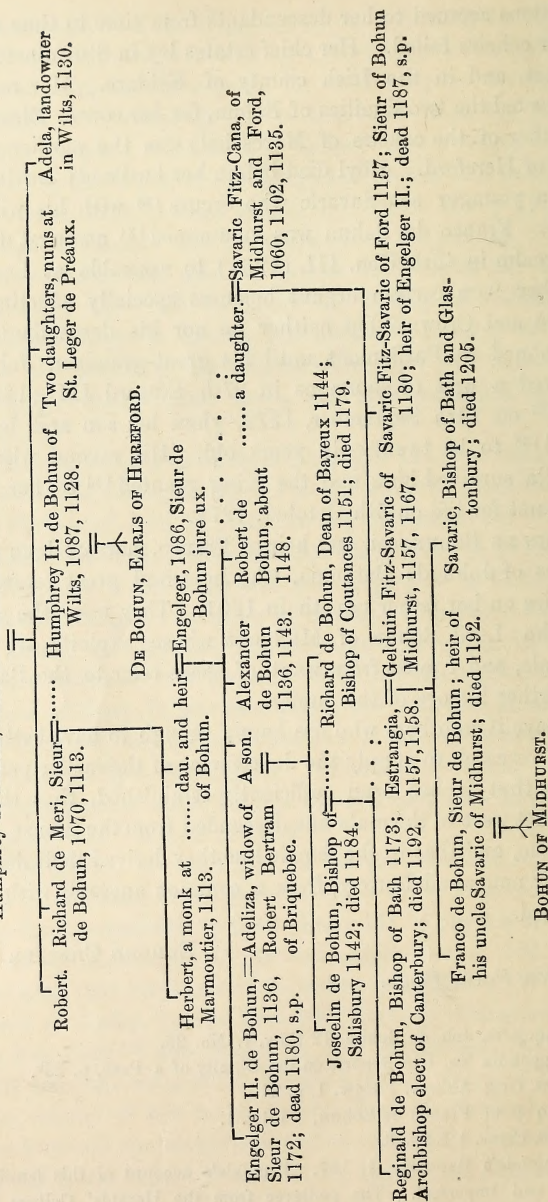 Robert. Richard de Meri, Sieur=...... Humphrey II. de Bohun of Two daughters, nuns at Adela, landowner
de Bohun, 1070, 1113. Wilts, 1087, 1128. St. Leger de Préaux. in Wilts, 1130.
DE BOHUN, EARLS OF HEREFORD.
Herbert, a monk at ...... dau. and heir=Engelger, 1086, Sieur de
Marmoutier, 1113. of Bohun. Bohun jure ux.
Engelger II. de Bohun,=Adeliza, widow of A son. Alexander Robert de ...... a daughter.=Savaric Fitz-Cana, of
Sieur de Bohun, 1136, Robert Bertram de Bohun Bohun, about Midhurst and Ford,
1172; dead 1180, s.p. of Briquebec. 1136, 1143. 1148. 1060, 1102, 1135.
Joscelin de Bohun, Bishop of=...... Richard de Bohun, Dean of Bayeux 1144;
Salisbury 1142; died 1184. Bishop of Coutances 1151; died 1179.
Reginald de Bohun, Bishop of Bath 1173; Estrangia,=Gelduin Fitz-Savaric of Savaric Fitz-Savaric of Ford 1157; Sieur of Bohun
Archbishop elect of Canterbury; died 1192. 1157, 1158. Midhurst, 1157, 1167. 1180; heir of Engelger II.; dead 1187, s.p.
Franco de Bohun, Sieur de Bohun; heir of Savaric, Bishop of Bath and Glas-
his uncle Savaric of Midhurst; died 1192. tonbury; died 1205.
BOHUN OF MIDHURST.